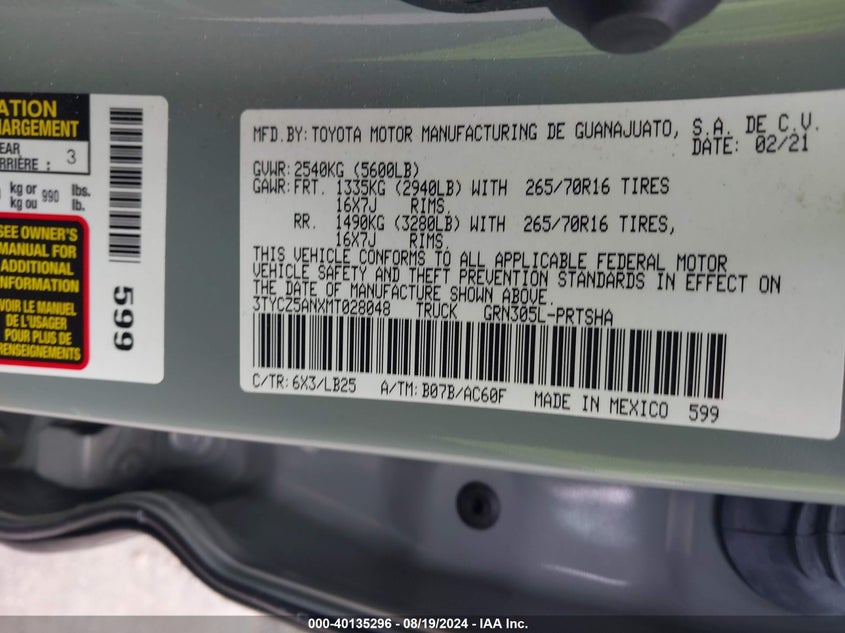 ATION
HARGEMENT
EAR
RRIÈRE : 3
kg or 990 lbs.
kg ou lb.
SEE OWNER'S
MANUAL FOR
ADDITIONAL
INFORMATION
VOIR LE MANUEL
DE L'USAGER
POUR PLUS DE
RENSEIGNEMENTS
599
MFD.BY: TOYOTA MOTOR MANUFACTURING DE GUANAJUATO, S.A. DE C.V.
DATE: 02/21
GVWR: 2540KG (5600LB)
GAWR: FRT. 1335KG (2940LB) WITH 265/70R16 TIRES
16X7J RIMS,
RR. 1490KG (3280LB) WITH 265/70R16 TIRES,
16X7J RIMS.
THIS VEHICLE CONFORMS TO ALL APPLICABLE FEDERAL MOTOR
VEHICLE SAFETY AND THEFT PREVENTION STANDARDS IN EFFECT ON
THE DATE OF MANUFACTURE SHOWN ABOVE.
3TYCZ5ANXMT028048 TRUCK GRN305L-PRTSHA
C/TR: 6X3/LB25 A/TM: B07B/AC60F MADE IN MEXICO 599
000-40135296 - 08/19/2024 - IAA Inc.